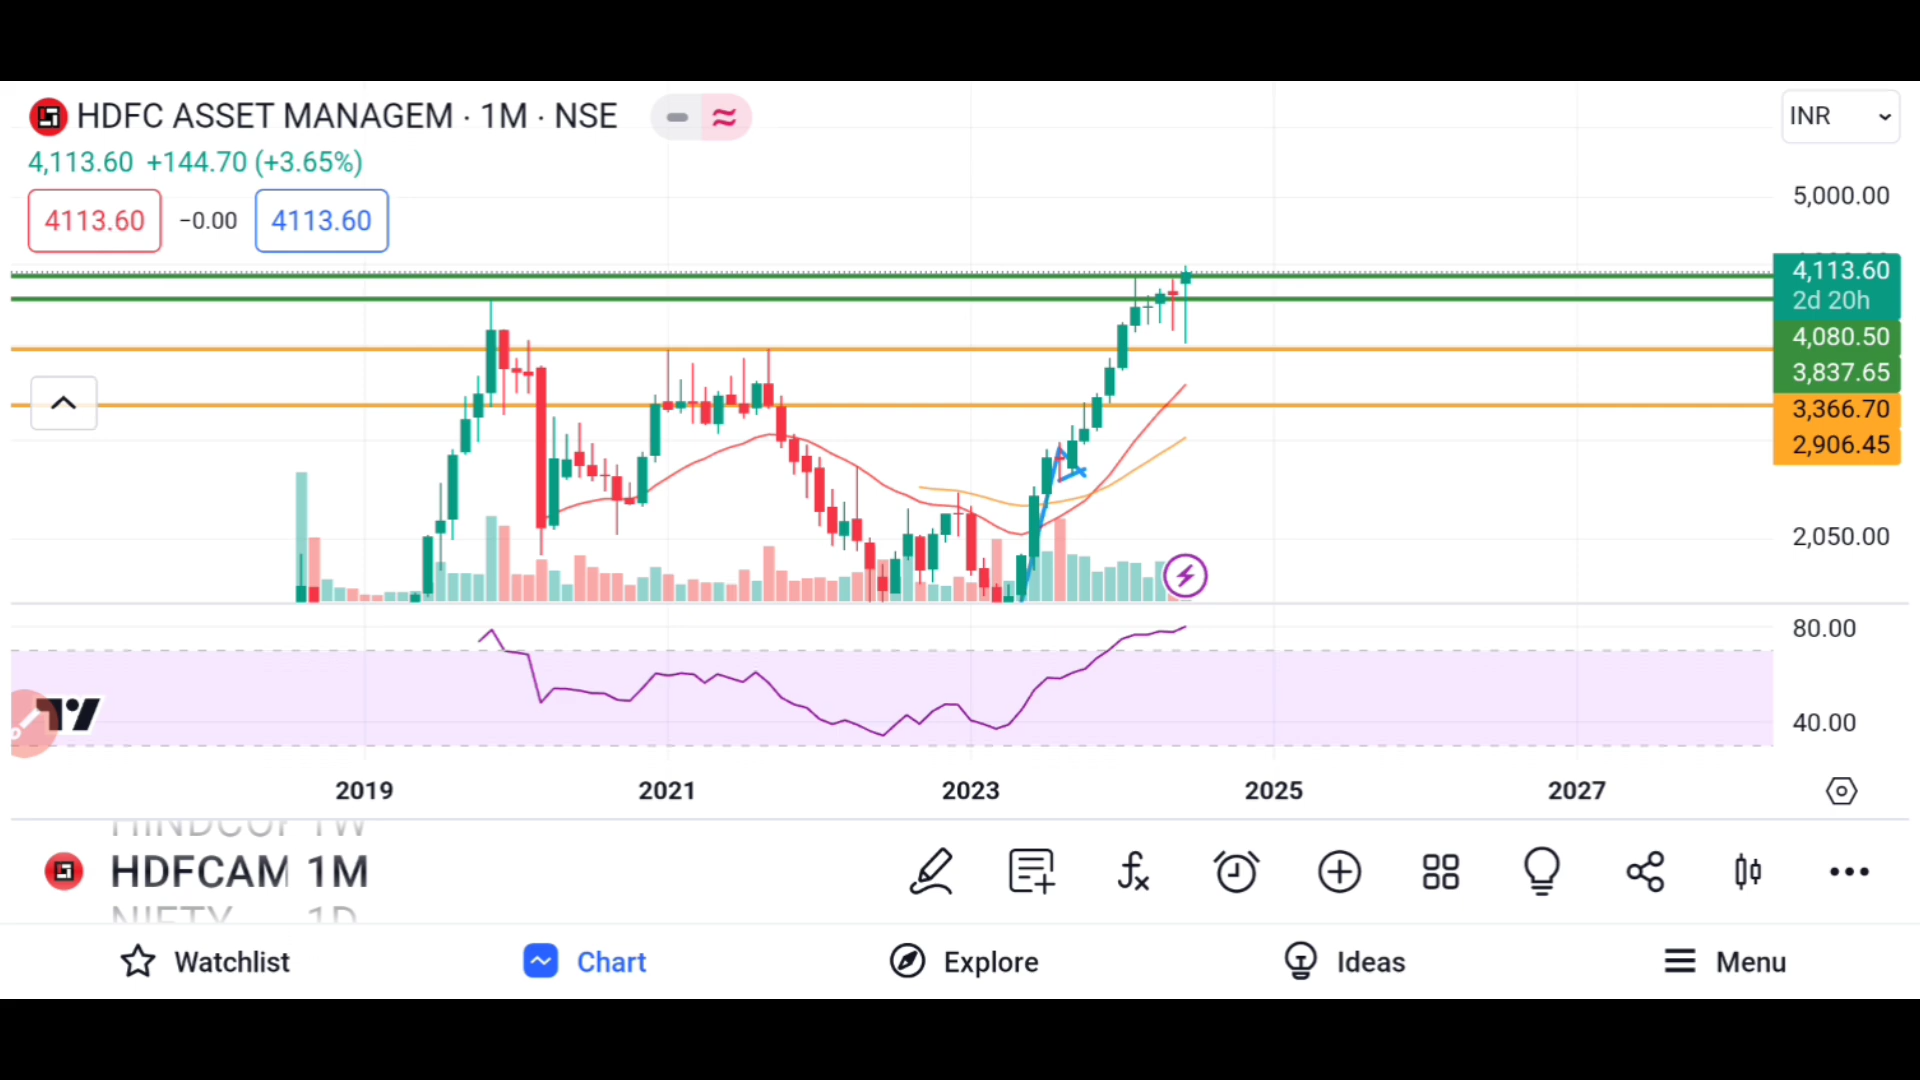 HDFC ASSET MANAGEM · 1M · NSE
INR
4,113.60 +144.70 (+3.65%)
4113.60 −0.00 4113.60
5,000.00
4,113.60
2d 20h
4,080.50
3,837.65
3,366.70
2,906.45
2,050.00
80.00
40.00
2019 2021 2023 2025 2027
HDFCAM 1M
NIFTY 1D
Watchlist Chart Explore Ideas Menu